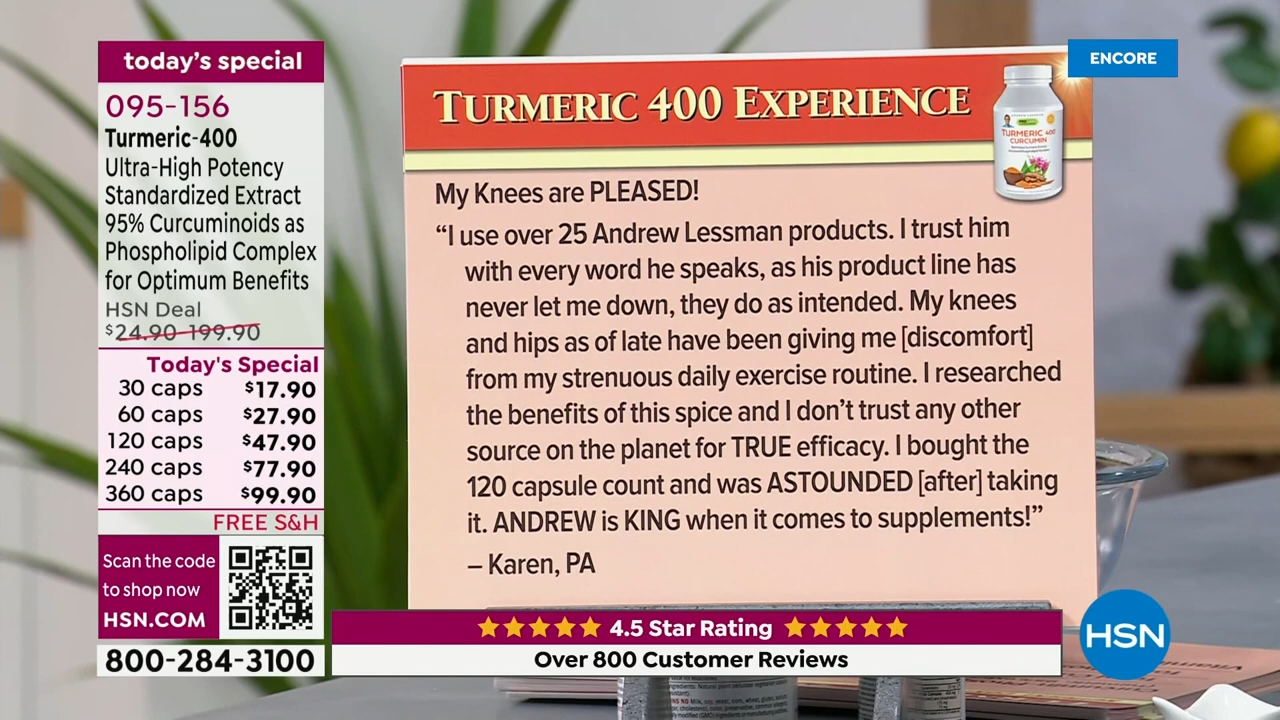 today's special
095-156
Turmeric-400
Ultra-High Potency
Standardized Extract
95% Curcuminoids as
Phospholipid Complex
for Optimum Benefits
HSN Deal
$24.90-199.90
Today's Special
30 caps $17.90
60 caps $27.90
120 caps $47.90
240 caps $77.90
360 caps $99.90
FREE S&H
Scan the code
to shop now
HSN.COM
800-284-3100
ENCORE
TURMERIC 400 EXPERIENCE
TURMERIC 400
CURCUMIN
My Knees are PLEASED!
“I use over 25 Andrew Lessman products. I trust him
with every word he speaks, as his product line has
never let me down, they do as intended. My knees
and hips as of late have been giving me [discomfort]
from my strenuous daily exercise routine. I researched
the benefits of this spice and I don’t trust any other
source on the planet for TRUE efficacy. I bought the
120 capsule count and was ASTOUNDED [after] taking
it. ANDREW is KING when it comes to supplements!”
– Karen, PA
4.5 Star Rating
Over 800 Customer Reviews
HSN